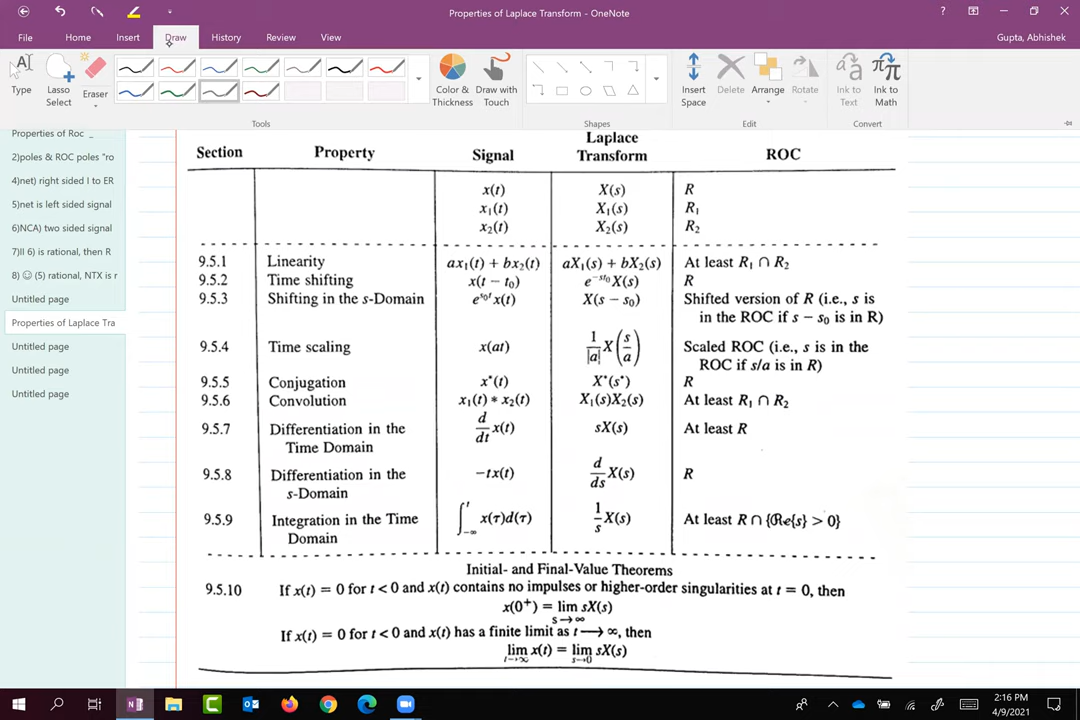 Properties of Laplace Transform - OneNote
?
File
Home
Insert
Draw
History
Review
View
Gupta, Abhishek
Type
Lasso
Select
Eraser
Color &
Thickness
Draw with
Touch
Insert
Space
Delete
Arrange
Rotate
Ink to
Text
Ink to
Math
Tools
Shapes
Edit
Convert
Properties of Roc _
2)poles & ROC poles "ro
4)net) right sided I to ER
5)net is left sided signal
6)NCA) two sided signal
7)II 6) is rational, then R
8) ☺ (5) rational, NTX is r
Untitled page
Properties of Laplace Tra
Untitled page
Untitled page
Untitled page
Section Property Signal Laplace Transform ROC
x(t) X(s) R
x₁(t) X₁(s) R₁
x₂(t) X₂(s) R₂
9.5.1 Linearity ax₁(t) + bx₂(t) aX₁(s) + bX₂(s) At least R₁ ∩ R₂
9.5.2 Time shifting x(t − t₀) e^{−st₀}X(s) R
9.5.3 Shifting in the s-Domain e^{s₀t}x(t) X(s − s₀) Shifted version of R (i.e., s is
in the ROC if s − s₀ is in R)
9.5.4 Time scaling x(at) 1/|a| X(s/a) Scaled ROC (i.e., s is in the
ROC if s/a is in R)
9.5.5 Conjugation x*(t) X*(s*) R
9.5.6 Convolution x₁(t) * x₂(t) X₁(s)X₂(s) At least R₁ ∩ R₂
9.5.7 Differentiation in the d/dt x(t) sX(s) At least R
Time Domain
9.5.8 Differentiation in the −tx(t) d/ds X(s) R
s-Domain
9.5.9 Integration in the Time ∫_{−∞}^{t} x(τ)d(τ) 1/s X(s) At least R ∩ {ℜe{s} > 0}
Domain
Initial- and Final-Value Theorems
9.5.10 If x(t) = 0 for t < 0 and x(t) contains no impulses or higher-order singularities at t = 0, then
x(0⁺) = lim sX(s)
s→∞
If x(t) = 0 for t < 0 and x(t) has a finite limit as t → ∞, then
lim x(t) = lim sX(s)
t→∞ s→0
2:16 PM
4/9/2021